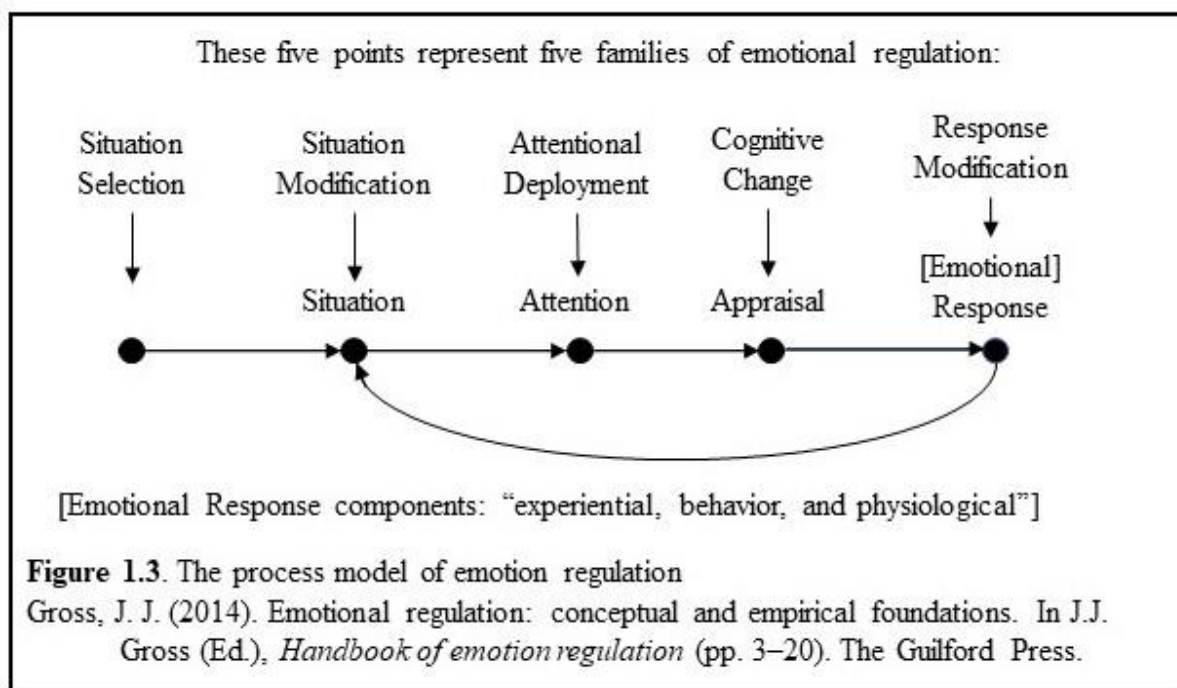 These five points represent five families of emotional regulation:
Situation
Selection
Situation
Modification
Attentional
Deployment
Cognitive
Change
Response
Modification
Situation
Attention
Appraisal
[Emotional]
Response
[Emotional Response components: “experiential, behavior, and physiological”]
Figure 1.3. The process model of emotion regulation
Gross, J. J. (2014). Emotional regulation: conceptual and empirical foundations. In J.J.
Gross (Ed.), Handbook of emotion regulation (pp. 3–20). The Guilford Press.